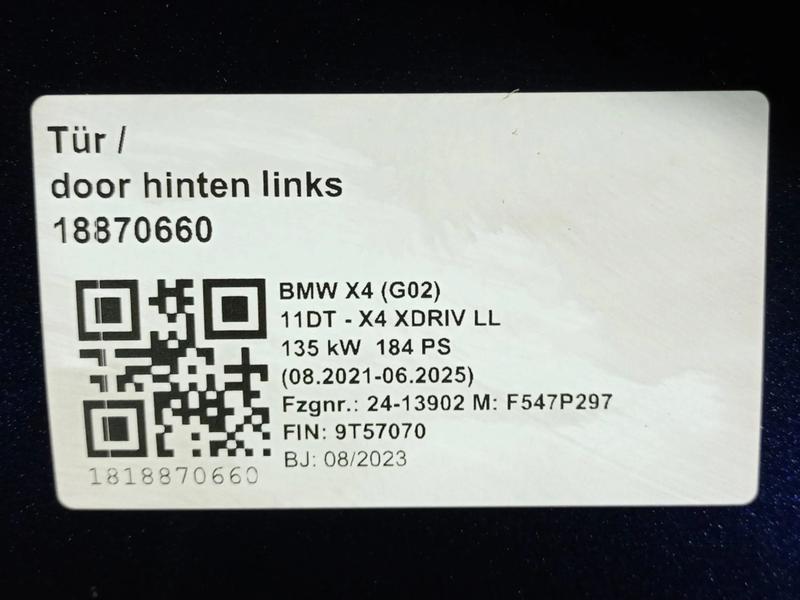 Tür /
door hinten links
18870660
BMW X4 (G02)
11DT - X4 XDRIV LL
135 kW 184 PS
(08.2021-06.2025)
Fzgnr.: 24-13902 M: F547P297
FIN: 9T57070
BJ: 08/2023
1818870660